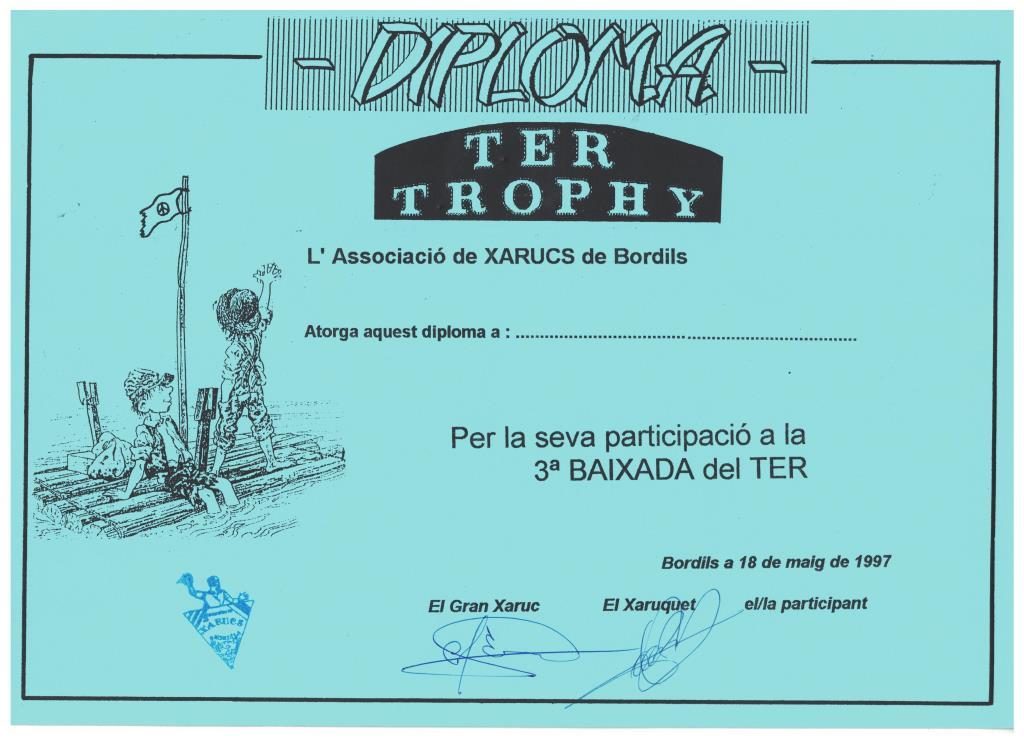 - DIPLOMA -
TER
TROPHY
L' Associació de XARUCS de Bordils
Atorga aquest diploma a : ......................................................................
Per la seva participació a la
3ª BAIXADA del TER
Bordils a 18 de maig de 1997
El Gran Xaruc El Xaruquet el/la participant
XARUCS